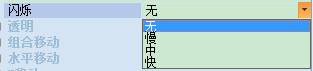 闪烁 无
透明 无
组合移动 慢
水平移动 中
快